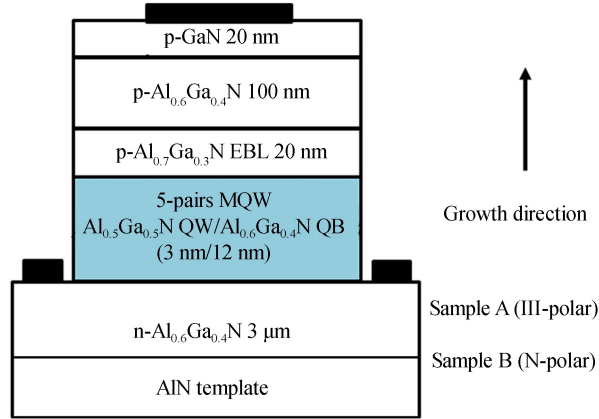 p-GaN 20 nm
p-Al₀.₆Ga₀.₄N 100 nm
p-Al₀.₇Ga₀.₃N EBL 20 nm
5-pairs MQW
Al₀.₅Ga₀.₅N QW/Al₀.₆Ga₀.₄N QB
(3 nm/12 nm)
n-Al₀.₆Ga₀.₄N 3 μm
AlN template
Growth direction
Sample A (III-polar)
Sample B (N-polar)